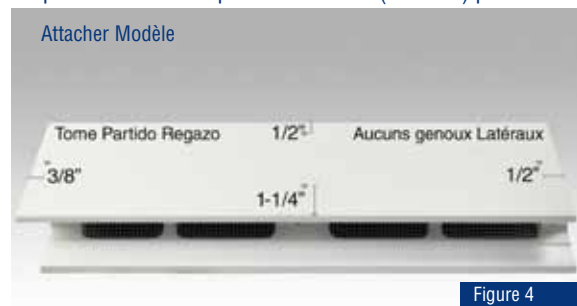 Attacher Modèle
Tome Partido Regazo 1/2" Aucuns genoux Latéraux
3/8" 1/2"
1-1/4"
Figure 4